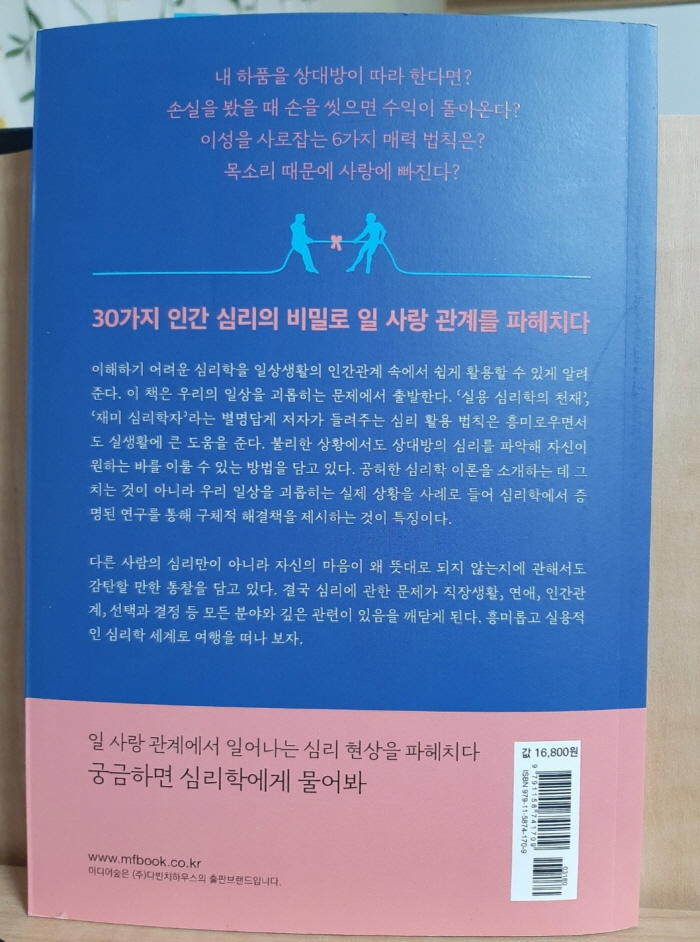 내 하품을 상대방이 따라 한다면?
손실을 봤을 때 손을 씻으면 수익이 돌아온다?
이성을 사로잡는 6가지 매력 법칙은?
목소리 때문에 사랑에 빠진다?
30가지 인간 심리의 비밀로 일 사랑 관계를 파헤치다
이해하기 어려운 심리학을 일상생활의 인간관계 속에서 쉽게 활용할 수 있게 알려
준다. 이 책은 우리의 일상을 괴롭히는 문제에서 출발한다. ‘실용 심리학의 천재’,
‘재미 심리학자’라는 별명답게 저자가 들려주는 심리 활용 법칙은 흥미로우면서
도 실생활에 큰 도움을 준다. 불리한 상황에서도 상대방의 심리를 파악해 자신이
원하는 바를 이룰 수 있는 방법을 담고 있다. 공허한 심리학 이론을 소개하는 데 그
치는 것이 아니라 우리 일상을 괴롭히는 실제 상황을 사례로 들어 심리학에서 증
명된 연구를 통해 구체적 해결책을 제시하는 것이 특징이다.
다른 사람의 심리만이 아니라 자신의 마음이 왜 뜻대로 되지 않는지에 관해서도
감탄할 만한 통찰을 담고 있다. 결국 심리에 관한 문제가 직장생활, 연애, 인간관
계, 선택과 결정 등 모든 분야와 깊은 관련이 있음을 깨닫게 된다. 흥미롭고 실용적
인 심리학 세계로 여행을 떠나 보자.
일 사랑 관계에서 일어나는 심리 현상을 파헤치다
궁금하면 심리학에게 물어봐
값 16,800원
9 791158 741709
03180
ISBN 979-11-5874-170-9
www.mfbook.co.kr
미디어숲은 (주)다빈치하우스의 출판브랜드입니다.